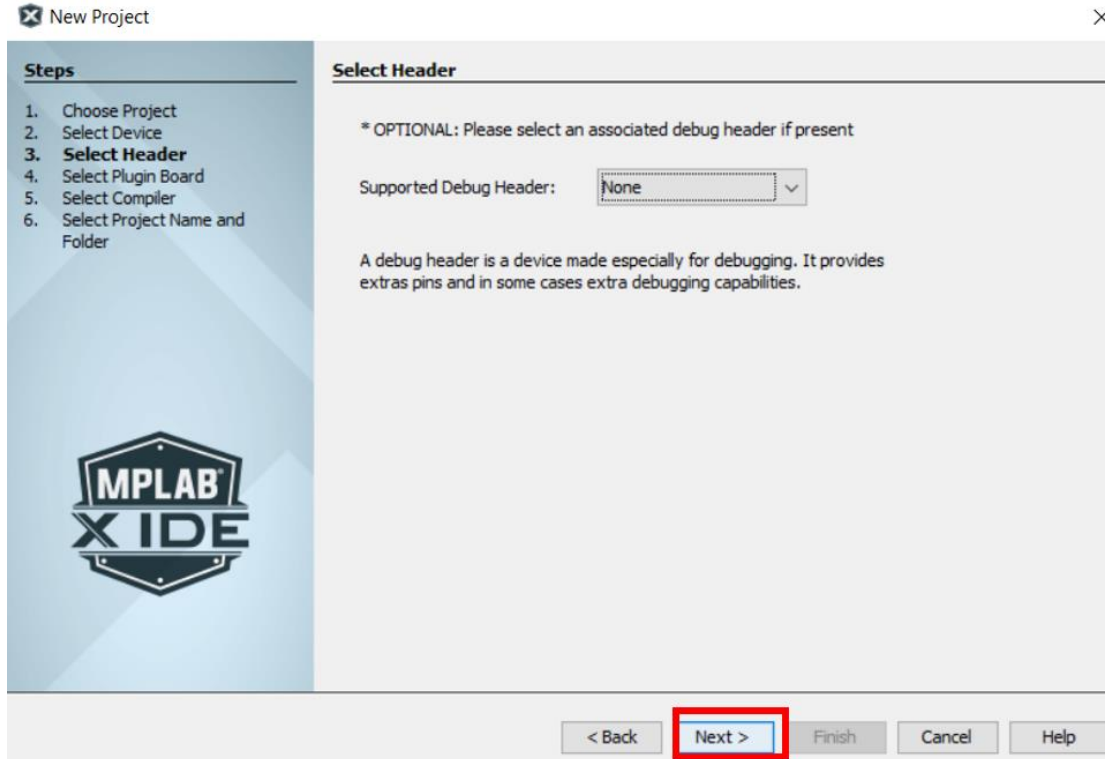 New Project
Steps
1. Choose Project
2. Select Device
3. Select Header
4. Select Plugin Board
5. Select Compiler
6. Select Project Name and
Folder
MPLAB®
X IDE
Select Header
* OPTIONAL: Please select an associated debug header if present
Supported Debug Header: None
A debug header is a device made especially for debugging. It provides
extras pins and in some cases extra debugging capabilities.
< Back Next > Finish Cancel Help